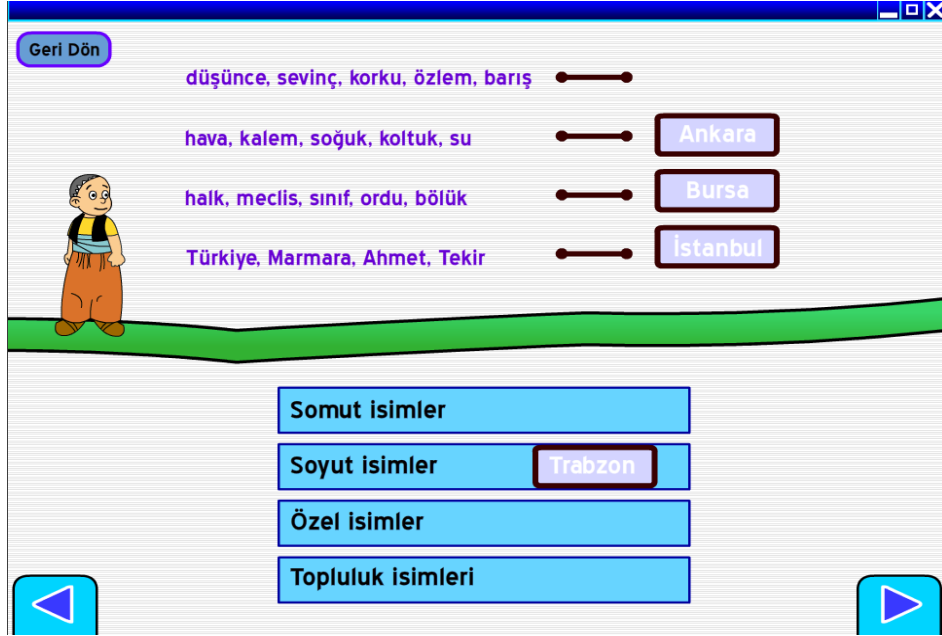 Geri Dön
düşünce, sevinç, korku, özlem, barış
hava, kalem, soğuk, koltuk, su
Ankara
halk, meclis, sınıf, ordu, bölük
Bursa
Türkiye, Marmara, Ahmet, Tekir
İstanbul
Somut isimler
Soyut isimler
Trabzon
Özel isimler
Topluluk isimleri